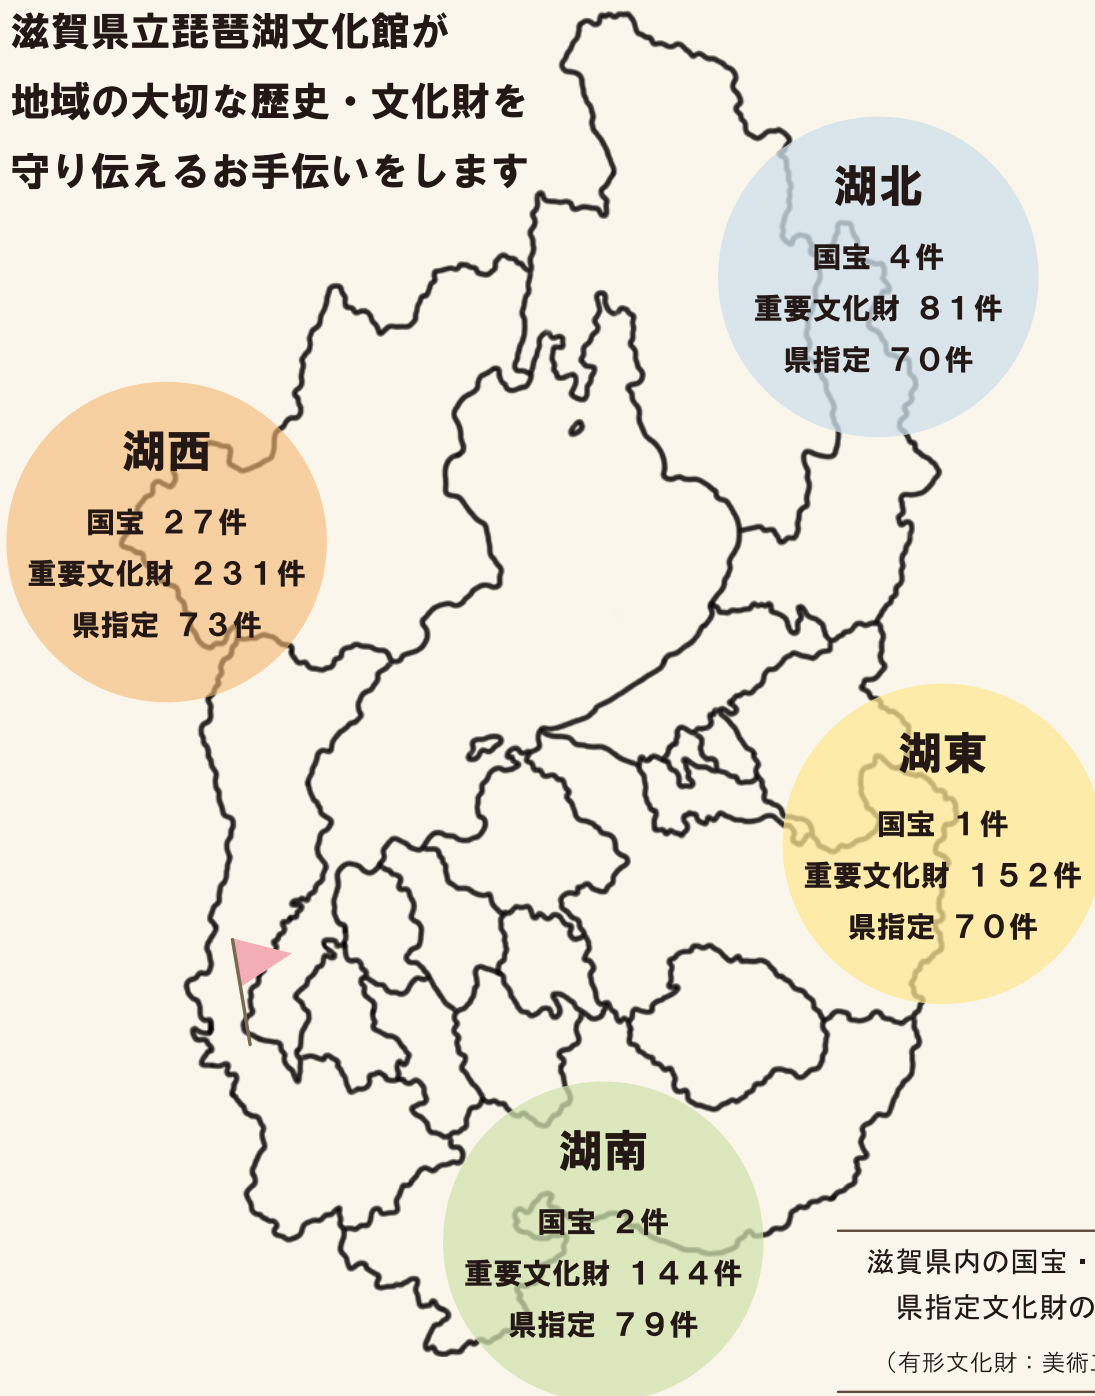 滋賀県立琵琶湖文化館が
地域の大切な歴史・文化財を
守り伝えるお手伝いをします
湖北
国宝 ４件
重要文化財 ８１件
県指定 ７０件
湖西
国宝 ２７件
重要文化財 ２３１件
県指定 ７３件
湖東
国宝 １件
重要文化財 １５２件
県指定 ７０件
湖南
国宝 ２件
重要文化財 １４４件
県指定 ７９件
滋賀県内の国宝・
県指定文化財の
（有形文化財：美術